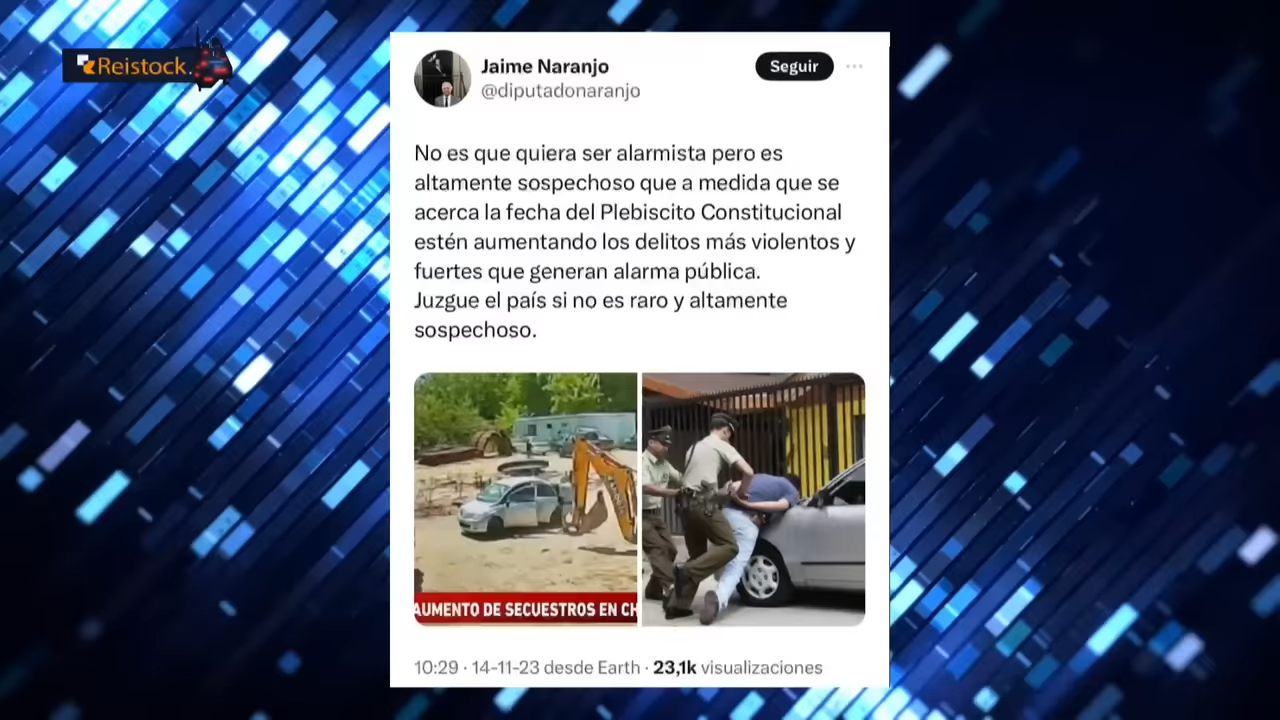 Reistock.
Jaime Naranjo
@diputadonaranjo
Seguir
No es que quiera ser alarmista pero es
altamente sospechoso que a medida que se
acerca la fecha del Plebiscito Constitucional
estén aumentando los delitos más violentos y
fuertes que generan alarma pública.
Juzgue el país si no es raro y altamente
sospechoso.
AUMENTO DE SECUESTROS EN CH
10:29 · 14-11-23 desde Earth · 23,1k visualizaciones